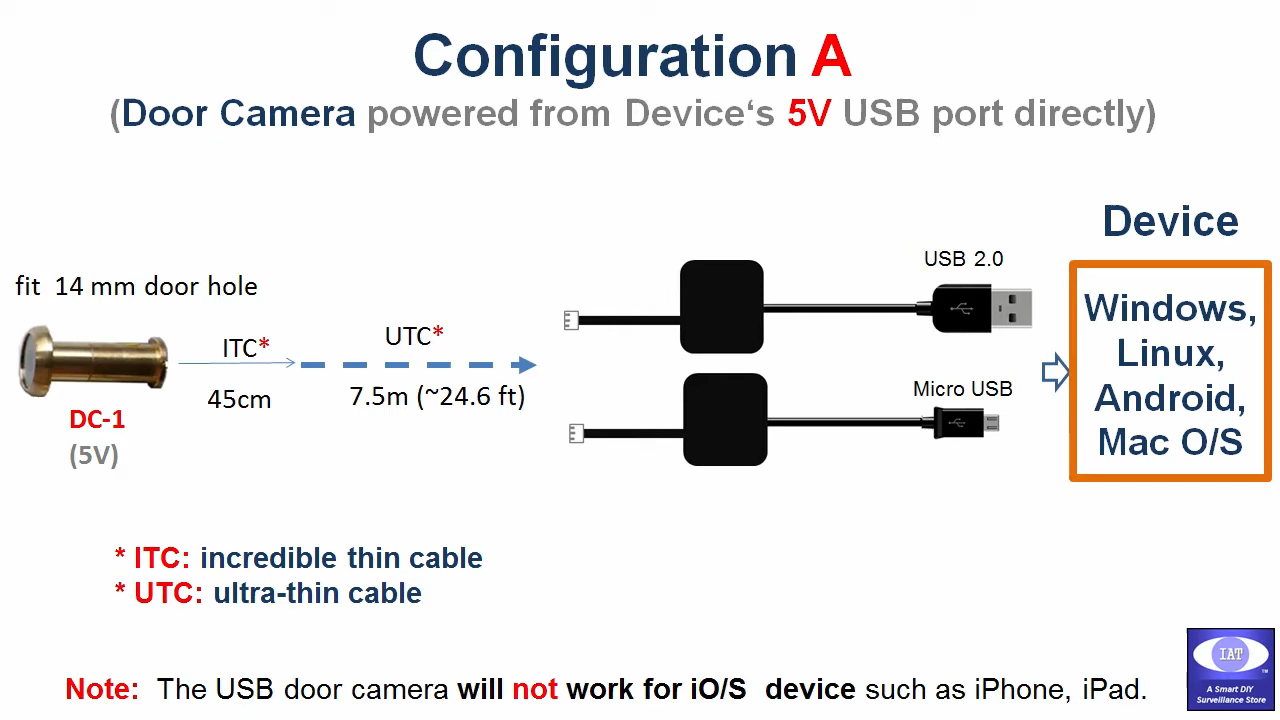 Configuration A
(Door Camera powered from Device‘s 5V USB port directly)
Device
USB 2.0
fit 14 mm door hole
Windows,
Linux,
Android,
Mac O/S
ITC*
UTC*
45cm
7.5m (~24.6 ft)
Micro USB
DC-1
(5V)
* ITC: incredible thin cable
* UTC: ultra-thin cable
Note: The USB door camera will not work for iO/S device such as iPhone, iPad.
IAT
TM
A Smart DIY
Surveillance Store